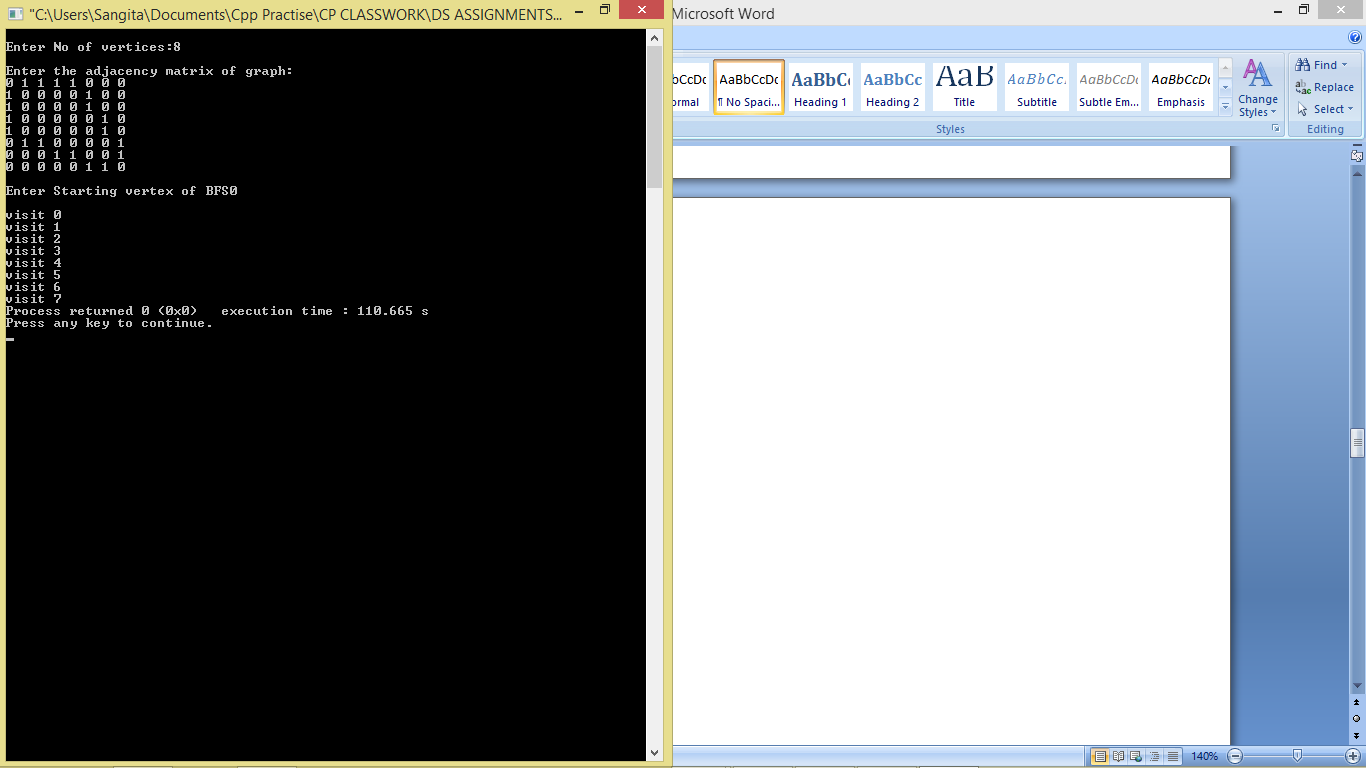 "C:\Users\Sangita\Documents\Cpp Practise\CP CLASSWORK\DS ASSIGNMENTS...
Enter No of vertices:8
Enter the adjacency matrix of graph:
0 1 1 1 1 0 0 0
1 0 0 0 0 1 0 0
1 0 0 0 0 1 0 0
1 0 0 0 0 0 1 0
1 0 0 0 0 0 1 0
0 1 1 0 0 0 0 1
0 0 0 1 1 0 0 1
0 0 0 0 0 1 1 0
Enter Starting vertex of BFS0
visit 0
visit 1
visit 2
visit 3
visit 4
visit 5
visit 6
visit 7
Process returned 0 (0x0)   execution time : 110.665 s
Press any key to continue.
Microsoft Word
bCcDc AaBbCcDc AaBbC AaBbCc AaB AaBbCc. AaBbCcDc AaBbCcDc
ormal ¶ No Spaci... Heading 1 Heading 2 Title Subtitle Subtle Em... Emphasis
Change Styles
Styles
Find
Replace
Select
Editing
140%